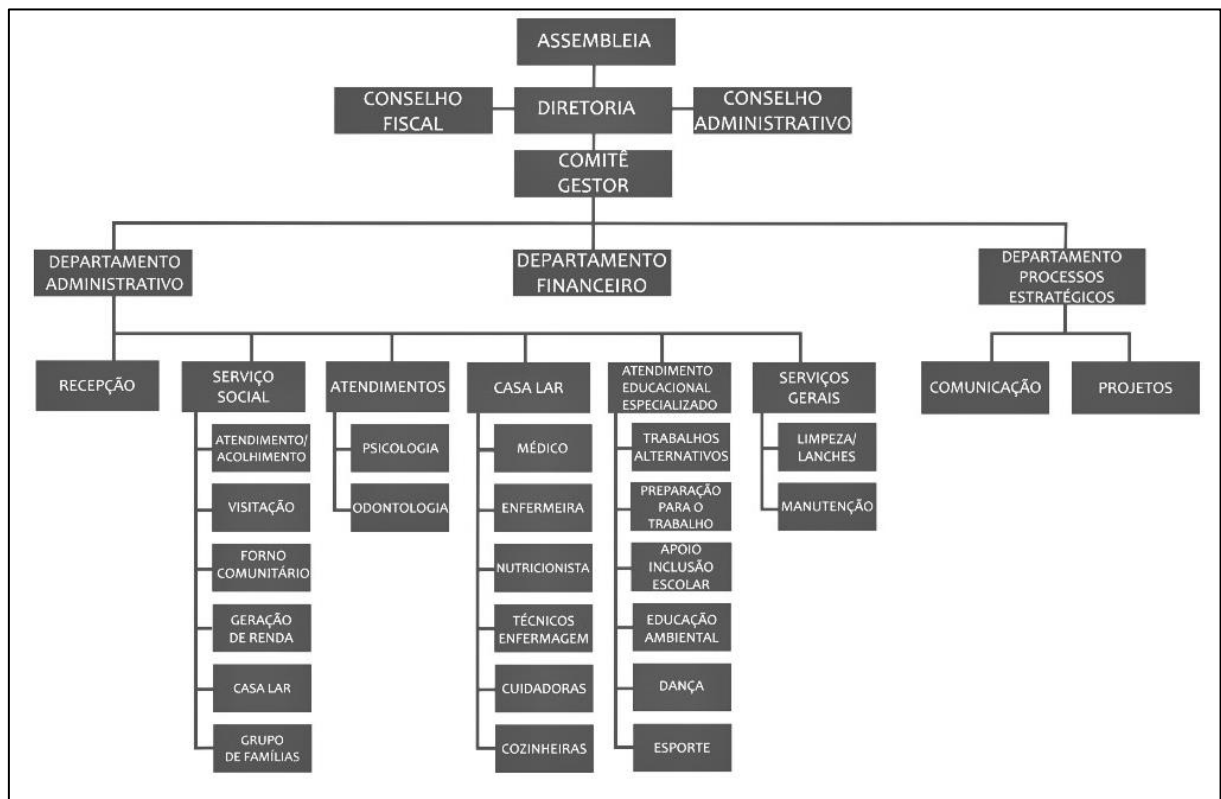 ASSEMBLEIA
CONSELHO
FISCAL
DIRETORIA
CONSELHO
ADMINISTRATIVO
COMITÊ
GESTOR
DEPARTAMENTO
ADMINISTRATIVO
DEPARTAMENTO
FINANCEIRO
DEPARTAMENTO
PROCESSOS
ESTRATÉGICOS
RECEPÇÃO
SERVIÇO
SOCIAL
ATENDIMENTOS
CASA LAR
ATENDIMENTO
EDUCACIONAL
ESPECIALIZADO
SERVIÇOS
GERAIS
COMUNICAÇÃO
PROJETOS
ATENDIMENTO/
ACOLHIMENTO
VISITAÇÃO
FORNO
COMUNITÁRIO
GERAÇÃO
DE RENDA
CASA LAR
GRUPO
DE FAMÍLIAS
PSICOLOGIA
ODONTOLOGIA
MÉDICO
ENFERMEIRA
NUTRICIONISTA
TÉCNICOS
ENFERMAGEM
CUIDADORAS
COZINHEIRAS
TRABALHOS
ALTERNATIVOS
PREPARAÇÃO
PARA O
TRABALHO
APOIO
INCLUSÃO
ESCOLAR
EDUCAÇÃO
AMBIENTAL
DANÇA
ESPORTE
LIMPEZA/
LANCHES
MANUTENÇÃO